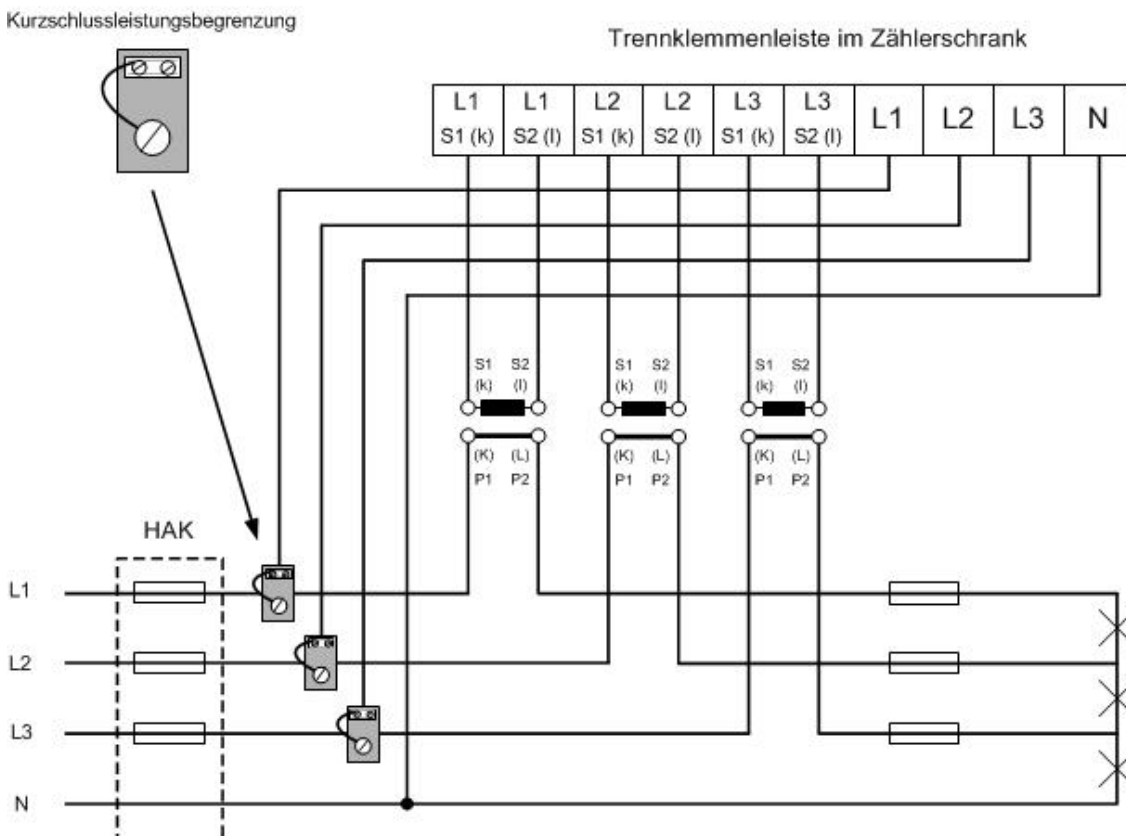 Kurzschlussleistungsbegrenzung
Trennklemmenleiste im Zählerschrank
L1 L1 L2 L2 L3 L3 L1 L2 L3 N
S1 (k) S2 (l) S1 (k) S2 (l) S1 (k) S2 (l)
S1 S2 S1 S2 S1 S2
(k) (l) (k) (l) (k) (l)
(K) (L) (K) (L) (K) (L)
P1 P2 P1 P2 P1 P2
HAK
L1
L2
L3
N